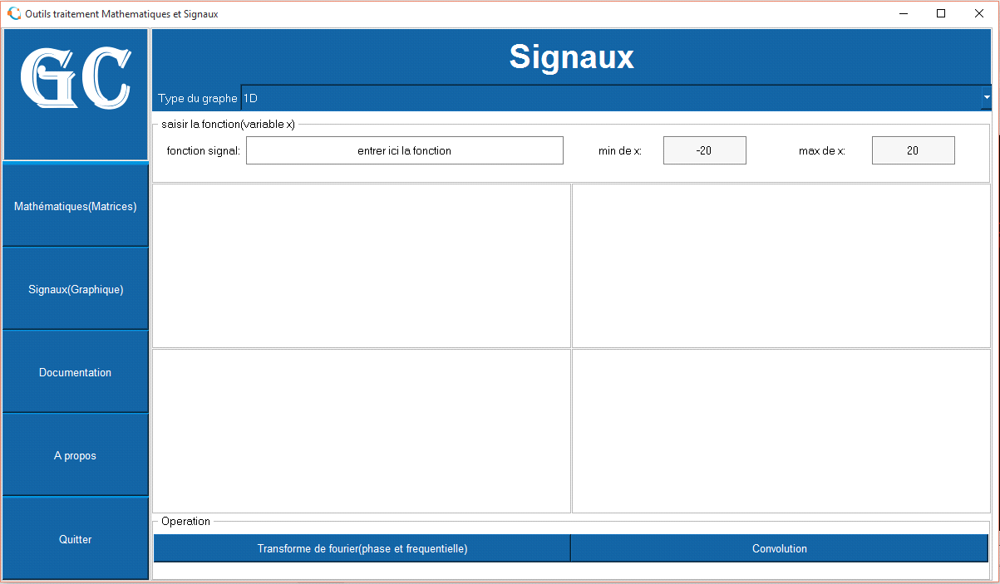 Outils traitement Mathematiques et Signaux
GC
Signaux
Type du graphe 1D
saisir la fonction(variable x)
fonction signal: entrer ici la fonction min de x: -20 max de x: 20
Mathématiques(Matrices)
Signaux(Graphique)
Documentation
A propos
Quitter
Operation
Transforme de fourier(phase et frequentielle) Convolution